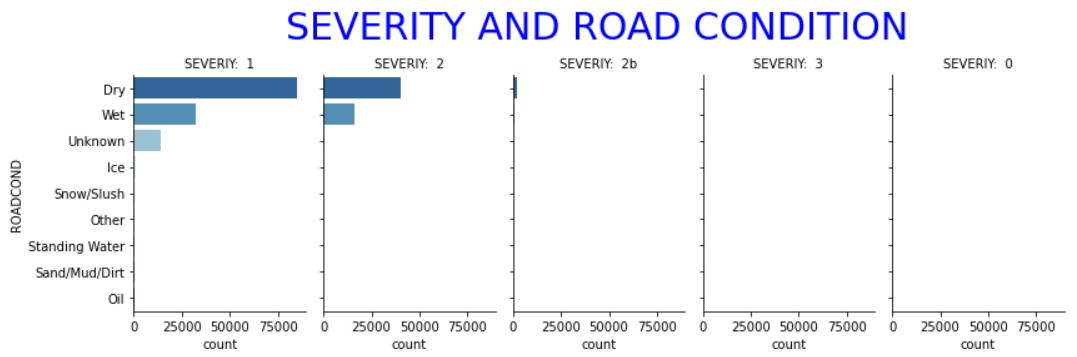 SEVERITY AND ROAD CONDITION
SEVERIY: 1
SEVERIY: 2
SEVERIY: 2b
SEVERIY: 3
SEVERIY: 0
ROADCOND
Dry
Wet
Unknown
Ice
Snow/Slush
Other
Standing Water
Sand/Mud/Dirt
Oil
0 25000 50000 75000
0 25000 50000 75000
0 25000 50000 75000
0 25000 50000 75000
0 25000 50000 75000
count
count
count
count
count